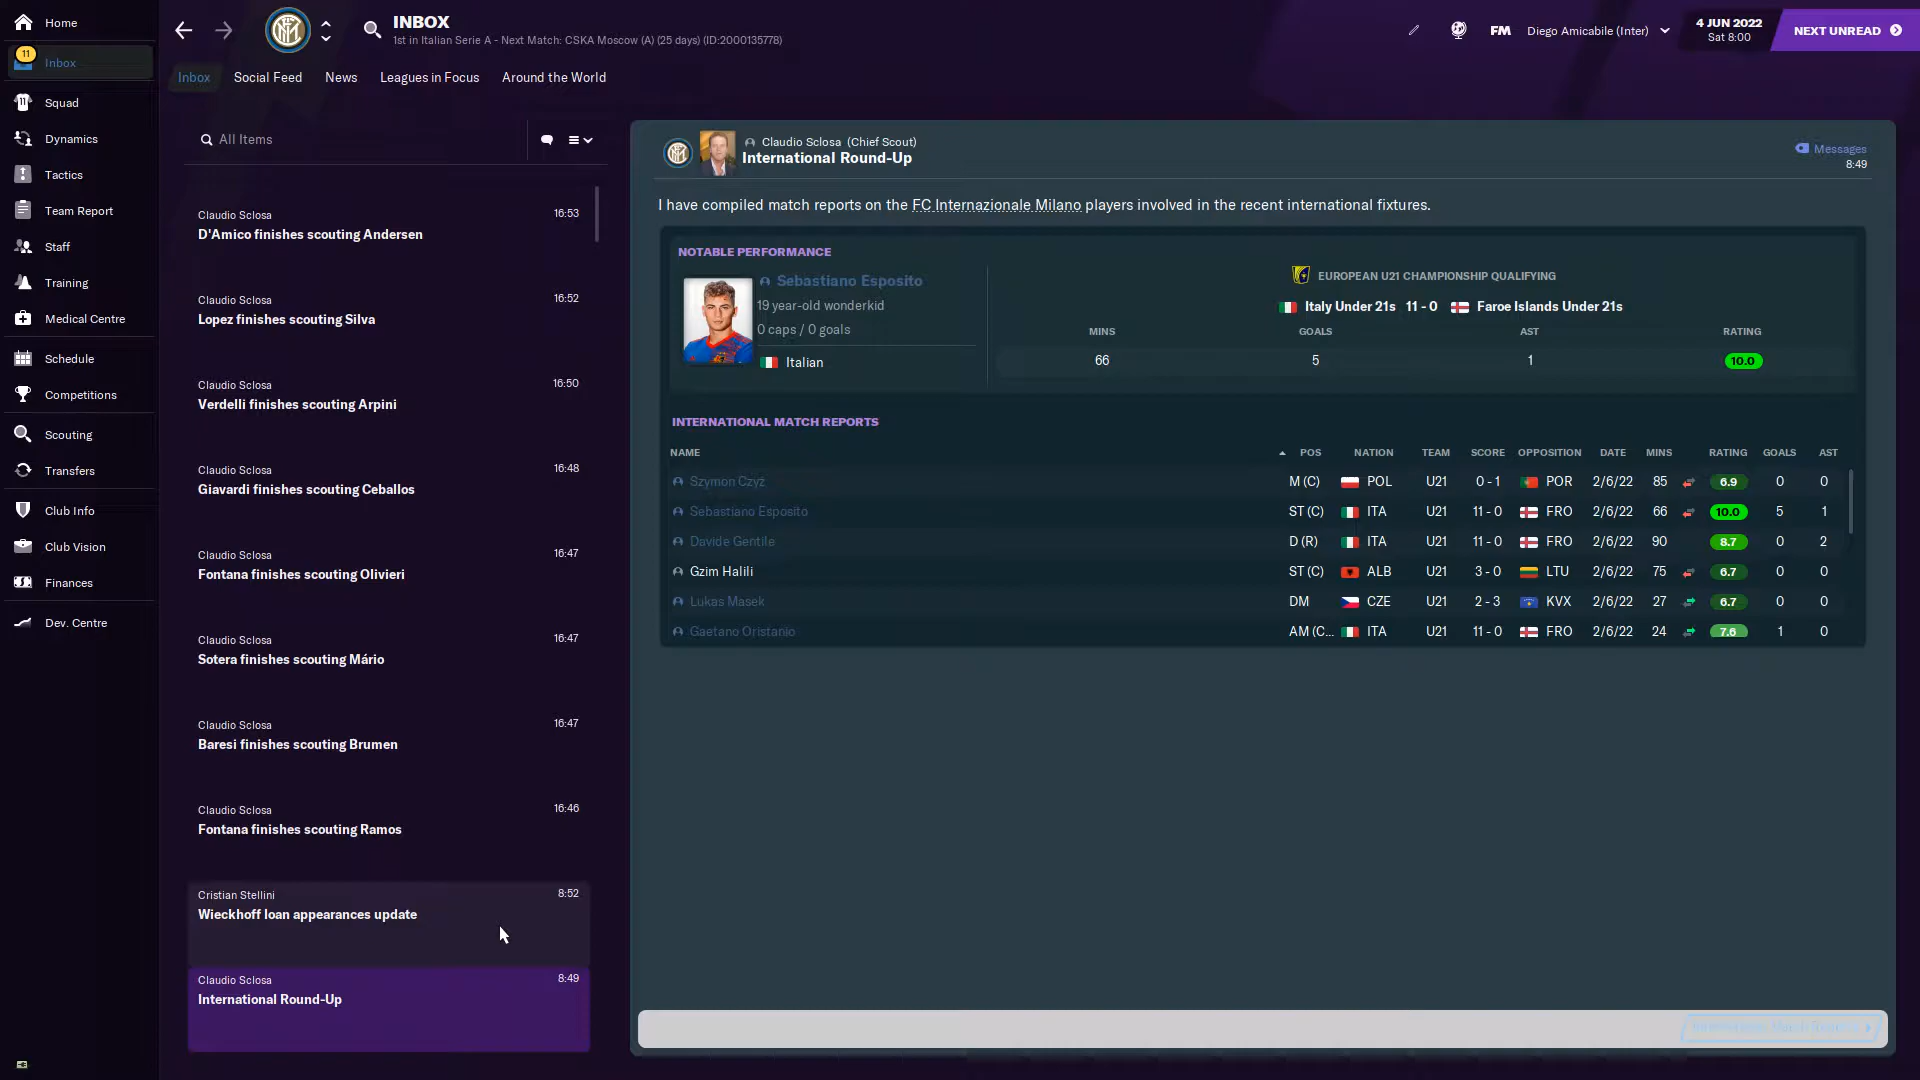 Home
11
Inbox
Squad
Dynamics
Tactics
Team Report
Staff
Training
Medical Centre
Schedule
Competitions
Scouting
Transfers
Club Info
Club Vision
Finances
Dev. Centre
INBOX
1st in Italian Serie A - Next Match: CSKA Moscow (A) (25 days) (ID:2000135778)
FM
Diego Amicabile (Inter)
4 JUN 2022
Sat 8:00
NEXT UNREAD
Inbox Social Feed News Leagues in Focus Around the World
All Items
Claudio Sclosa 16:53
D'Amico finishes scouting Andersen
Claudio Sclosa 16:52
Lopez finishes scouting Silva
Claudio Sclosa 16:50
Verdelli finishes scouting Arpini
Claudio Sclosa 16:48
Giavardi finishes scouting Ceballos
Claudio Sclosa 16:47
Fontana finishes scouting Olivieri
Claudio Sclosa 16:47
Sotera finishes scouting Mário
Claudio Sclosa 16:47
Baresi finishes scouting Brumen
Claudio Sclosa 16:46
Fontana finishes scouting Ramos
Cristian Stellini 8:52
Wieckhoff loan appearances update
Claudio Sclosa 8:49
International Round-Up
Claudio Sclosa (Chief Scout)
International Round-Up
Messages
8:49
I have compiled match reports on the FC Internazionale Milano players involved in the recent international fixtures.
NOTABLE PERFORMANCE
Sebastiano Esposito
19 year-old wonderkid
0 caps / 0 goals
Italian
EUROPEAN U21 CHAMPIONSHIP QUALIFYING
Italy Under 21s 11 - 0 Faroe Islands Under 21s
MINS GOALS AST RATING
66 5 1 10.0
INTERNATIONAL MATCH REPORTS
NAME POS NATION TEAM SCORE OPPOSITION DATE MINS RATING GOALS AST
Szymon Czyż M (C) POL U21 0 - 1 POR 2/6/22 85 6.9 0 0
Sebastiano Esposito ST (C) ITA U21 11 - 0 FRO 2/6/22 66 10.0 5 1
Davide Gentile D (R) ITA U21 11 - 0 FRO 2/6/22 90 8.7 0 2
Gzim Halili ST (C) ALB U21 3 - 0 LTU 2/6/22 75 6.7 0 0
Lukas Masek DM CZE U21 2 - 3 KVX 2/6/22 27 6.7 0 0
Gaetano Oristanio AM (C... ITA U21 11 - 0 FRO 2/6/22 24 7.6 1 0